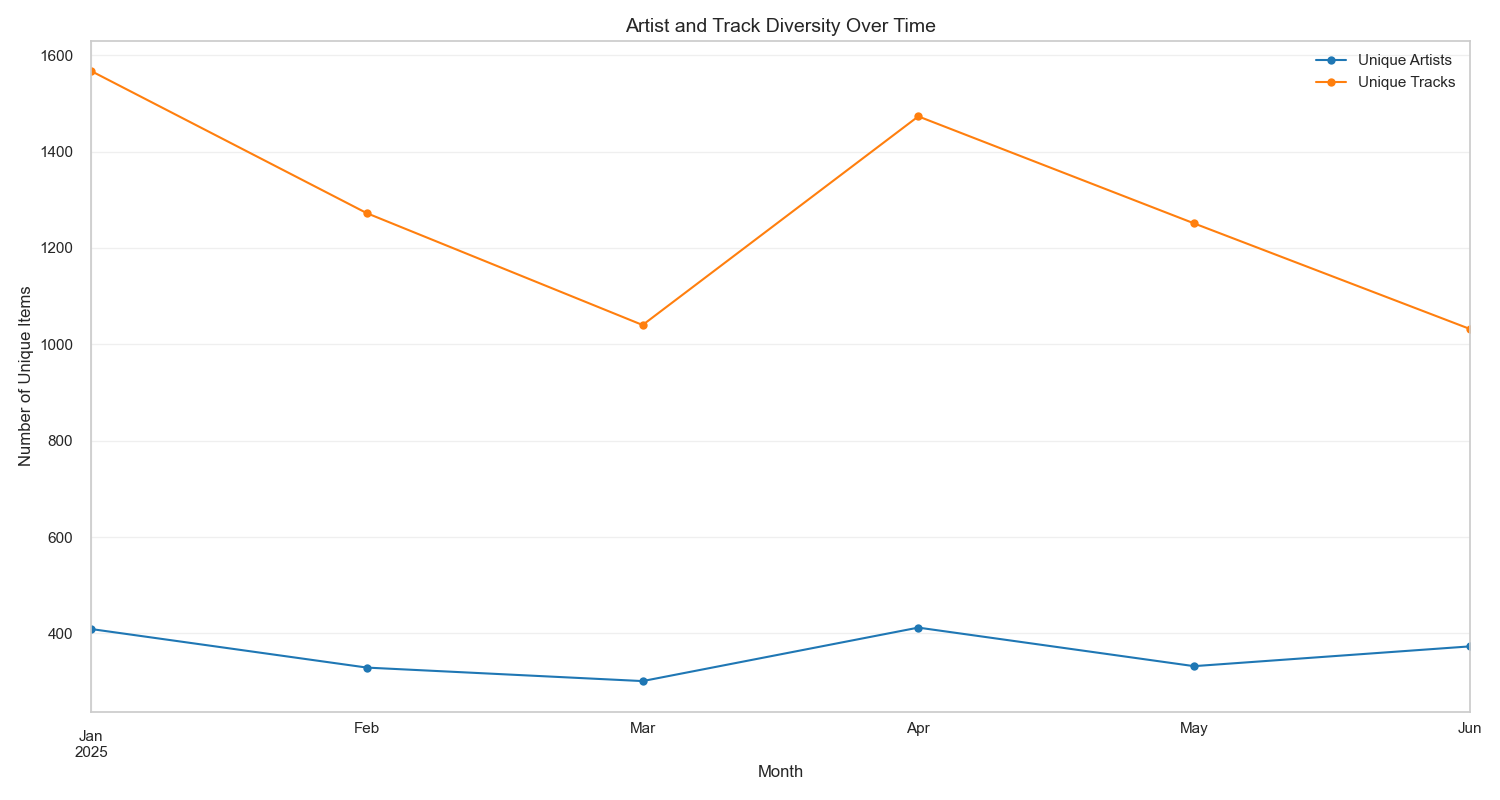 Artist and Track Diversity Over Time
Unique Artists
Unique Tracks
Number of Unique Items
1600
1400
1200
1000
800
600
400
Jan
2025
Feb
Mar
Apr
May
Jun
Month